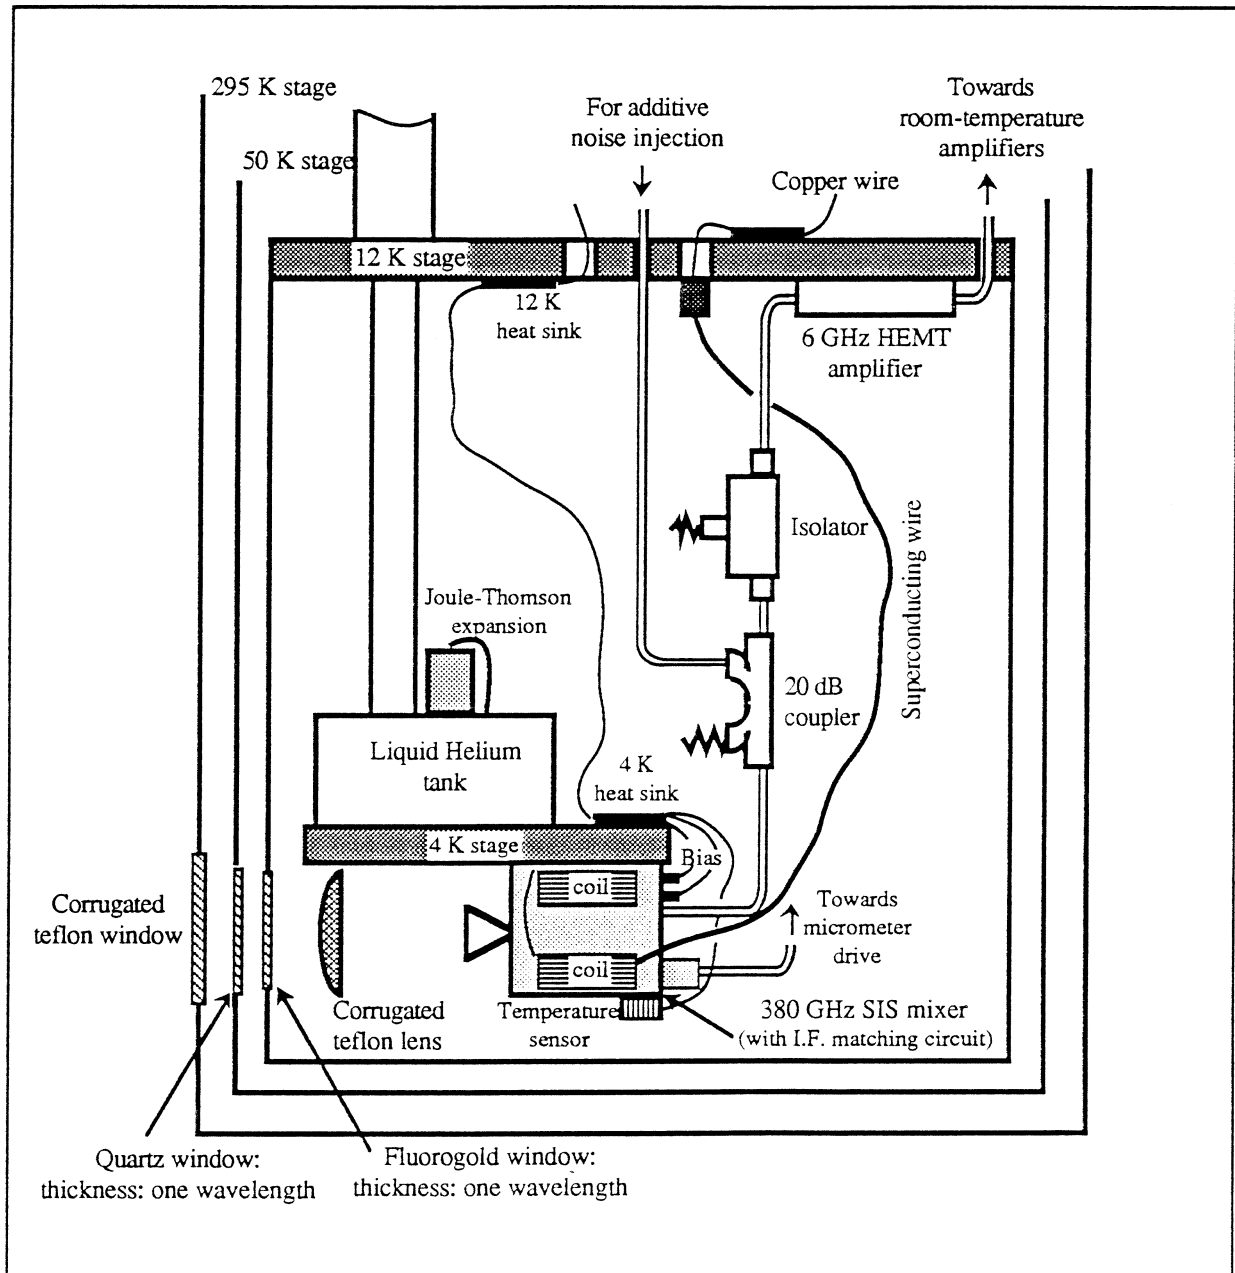 295 K stage
50 K stage
For additive
noise injection
Towards
room-temperature
amplifiers
Copper wire
12 K stage
12 K
heat sink
6 GHz HEMT
amplifier
Isolator
Superconducting wire
Joule-Thomson
expansion
20 dB
coupler
Liquid Helium
tank
4 K
heat sink
4 K stage
Bias
coil
Corrugated
teflon window
Towards
micrometer
drive
coil
Corrugated
teflon lens
Temperature
sensor
380 GHz SIS mixer
(with I.F. matching circuit)
Quartz window:
thickness: one wavelength
Fluorogold window:
thickness: one wavelength